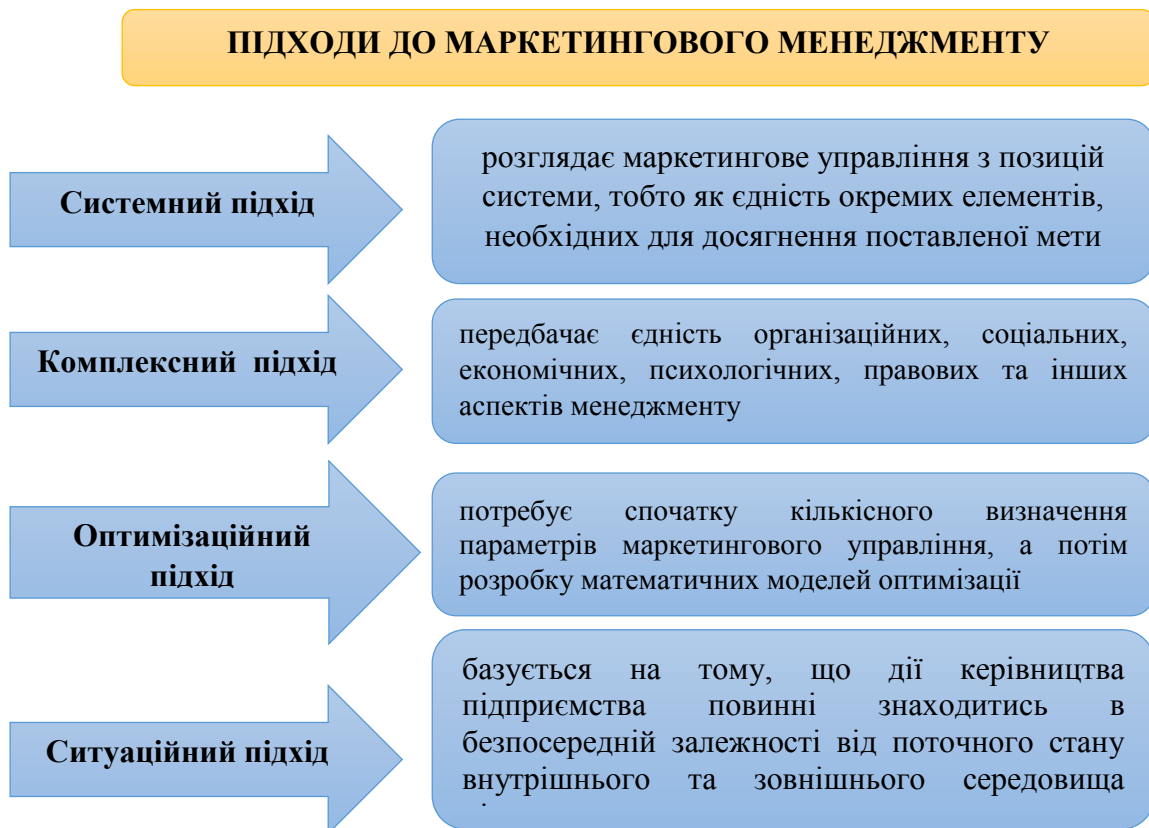 ПІДХОДИ ДО МАРКЕТИНГОВОГО МЕНЕДЖМЕНТУ
Системний підхід
розглядає маркетингове управління з позицій
системи, тобто як єдність окремих елементів,
необхідних для досягнення поставленої мети
Комплексний підхід
передбачає єдність організаційних, соціальних,
економічних, психологічних, правових та інших
аспектів менеджменту
Оптимізаційний
підхід
потребує спочатку кількісного визначення
параметрів маркетингового управління, а потім
розробку математичних моделей оптимізації
Ситуаційний підхід
базується на тому, що дії керівництва
підприємства повинні знаходитись в
безпосередній залежності від поточного стану
внутрішнього та зовнішнього середовища